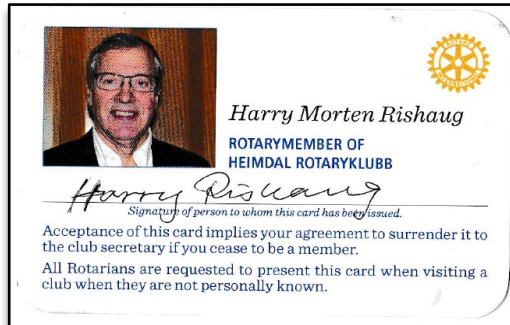 Harry Morten Rishaug
ROTARYMEMBER OF
HEIMDAL ROTARYKLUBB
Harry Rishaug
Signature of person to whom this card has been issued.
Acceptance of this card implies your agreement to surrender it to
the club secretary if you cease to be a member.
All Rotarians are requested to present this card when visiting a
club when they are not personally known.